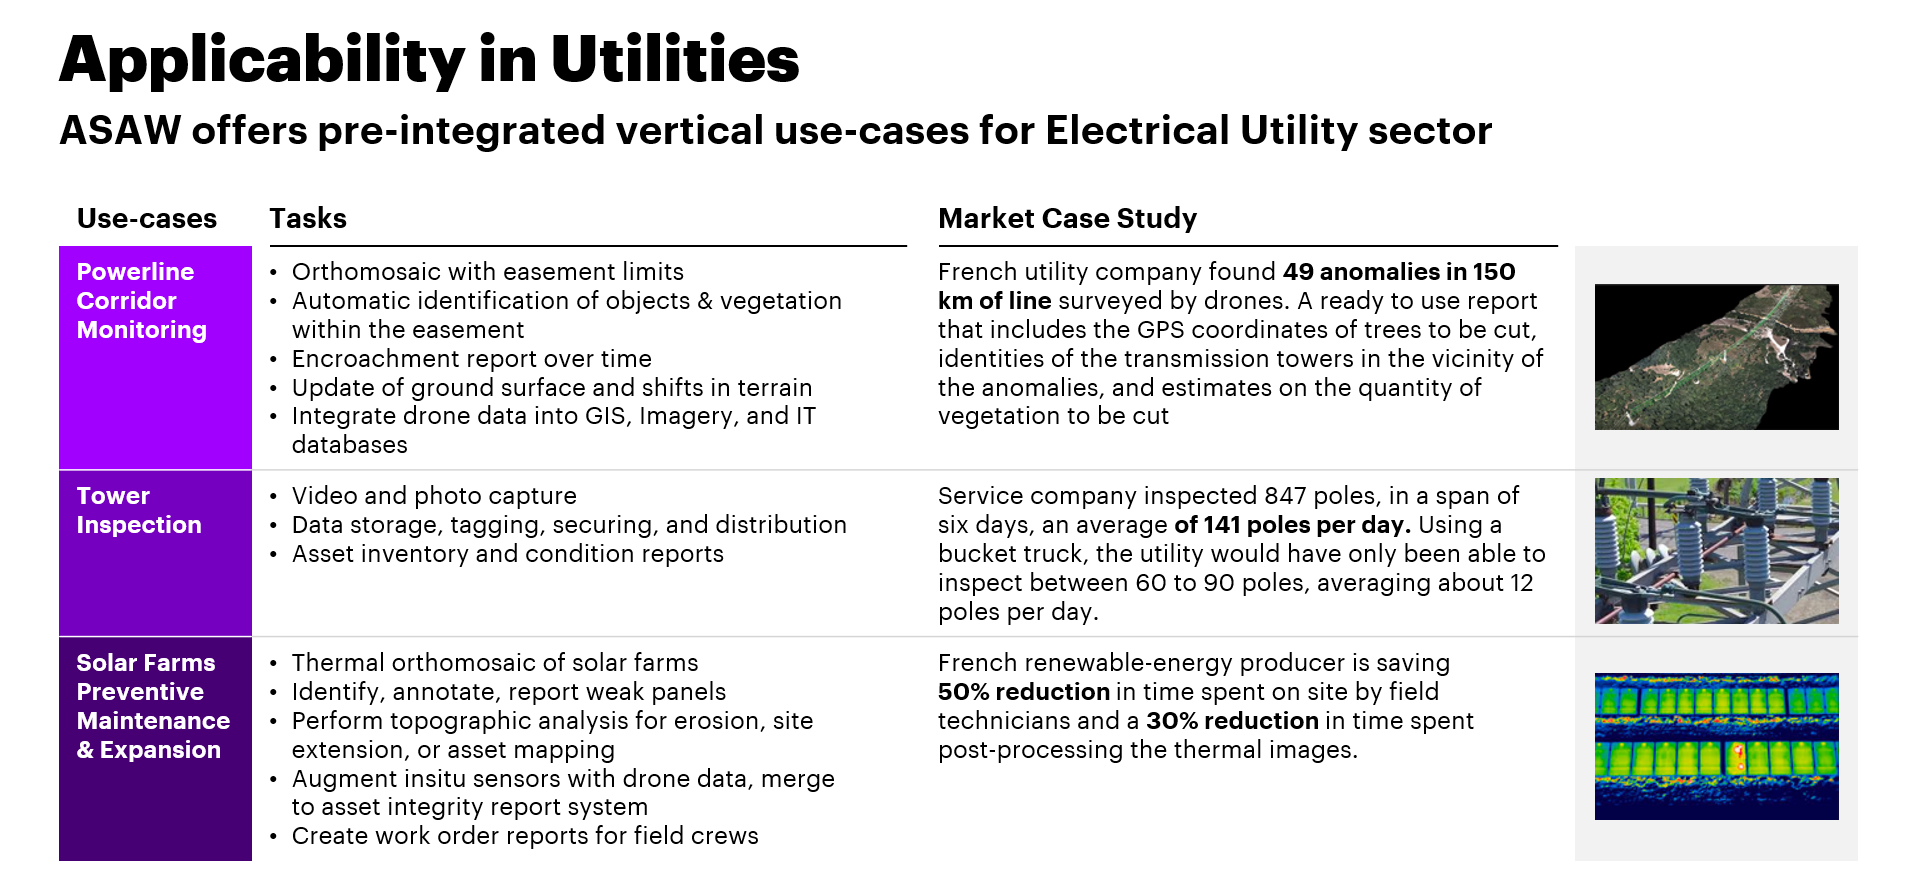 Applicability in Utilities
ASAW offers pre-integrated vertical use-cases for Electrical Utility sector
Use-cases
Tasks
Market Case Study
Powerline
Corridor
Monitoring
• Orthomosaic with easement limits
• Automatic identification of objects & vegetation
within the easement
• Encroachment report over time
• Update of ground surface and shifts in terrain
• Integrate drone data into GIS, Imagery, and IT
databases
French utility company found 49 anomalies in 150
km of line surveyed by drones. A ready to use report
that includes the GPS coordinates of trees to be cut,
identities of the transmission towers in the vicinity of
the anomalies, and estimates on the quantity of
vegetation to be cut
Tower
Inspection
• Video and photo capture
• Data storage, tagging, securing, and distribution
• Asset inventory and condition reports
Service company inspected 847 poles, in a span of
six days, an average of 141 poles per day. Using a
bucket truck, the utility would have only been able to
inspect between 60 to 90 poles, averaging about 12
poles per day.
Solar Farms
Preventive
Maintenance
& Expansion
• Thermal orthomosaic of solar farms
• Identify, annotate, report weak panels
• Perform topographic analysis for erosion, site
extension, or asset mapping
• Augment insitu sensors with drone data, merge
to asset integrity report system
• Create work order reports for field crews
French renewable-energy producer is saving
50% reduction in time spent on site by field
technicians and a 30% reduction in time spent
post-processing the thermal images.